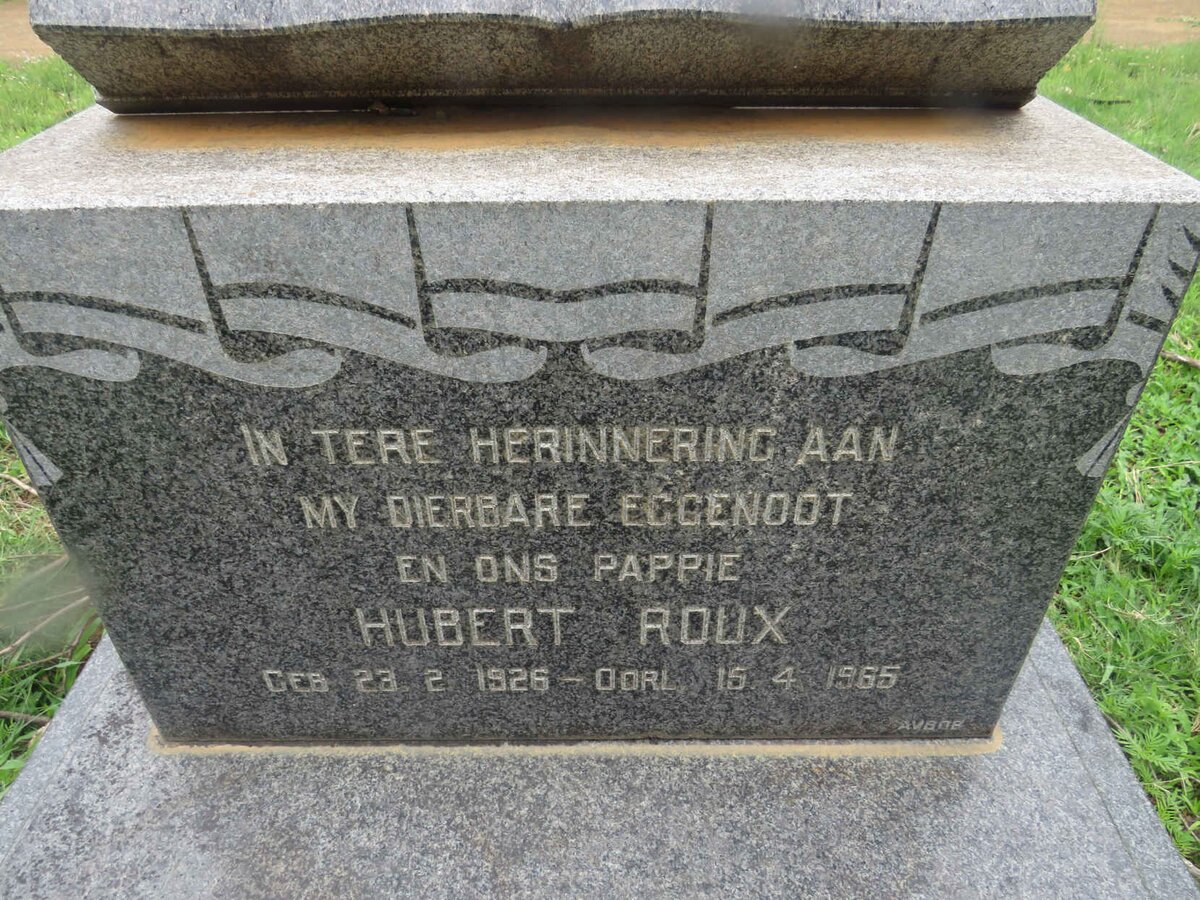 IN TERE HERINNERING AAN
MY DIERBARE EGGENOOT
EN ONS PAPPIE
HUBERT ROUX
GEB 23. 2. 1926 – OORL. 15. 4. 1965